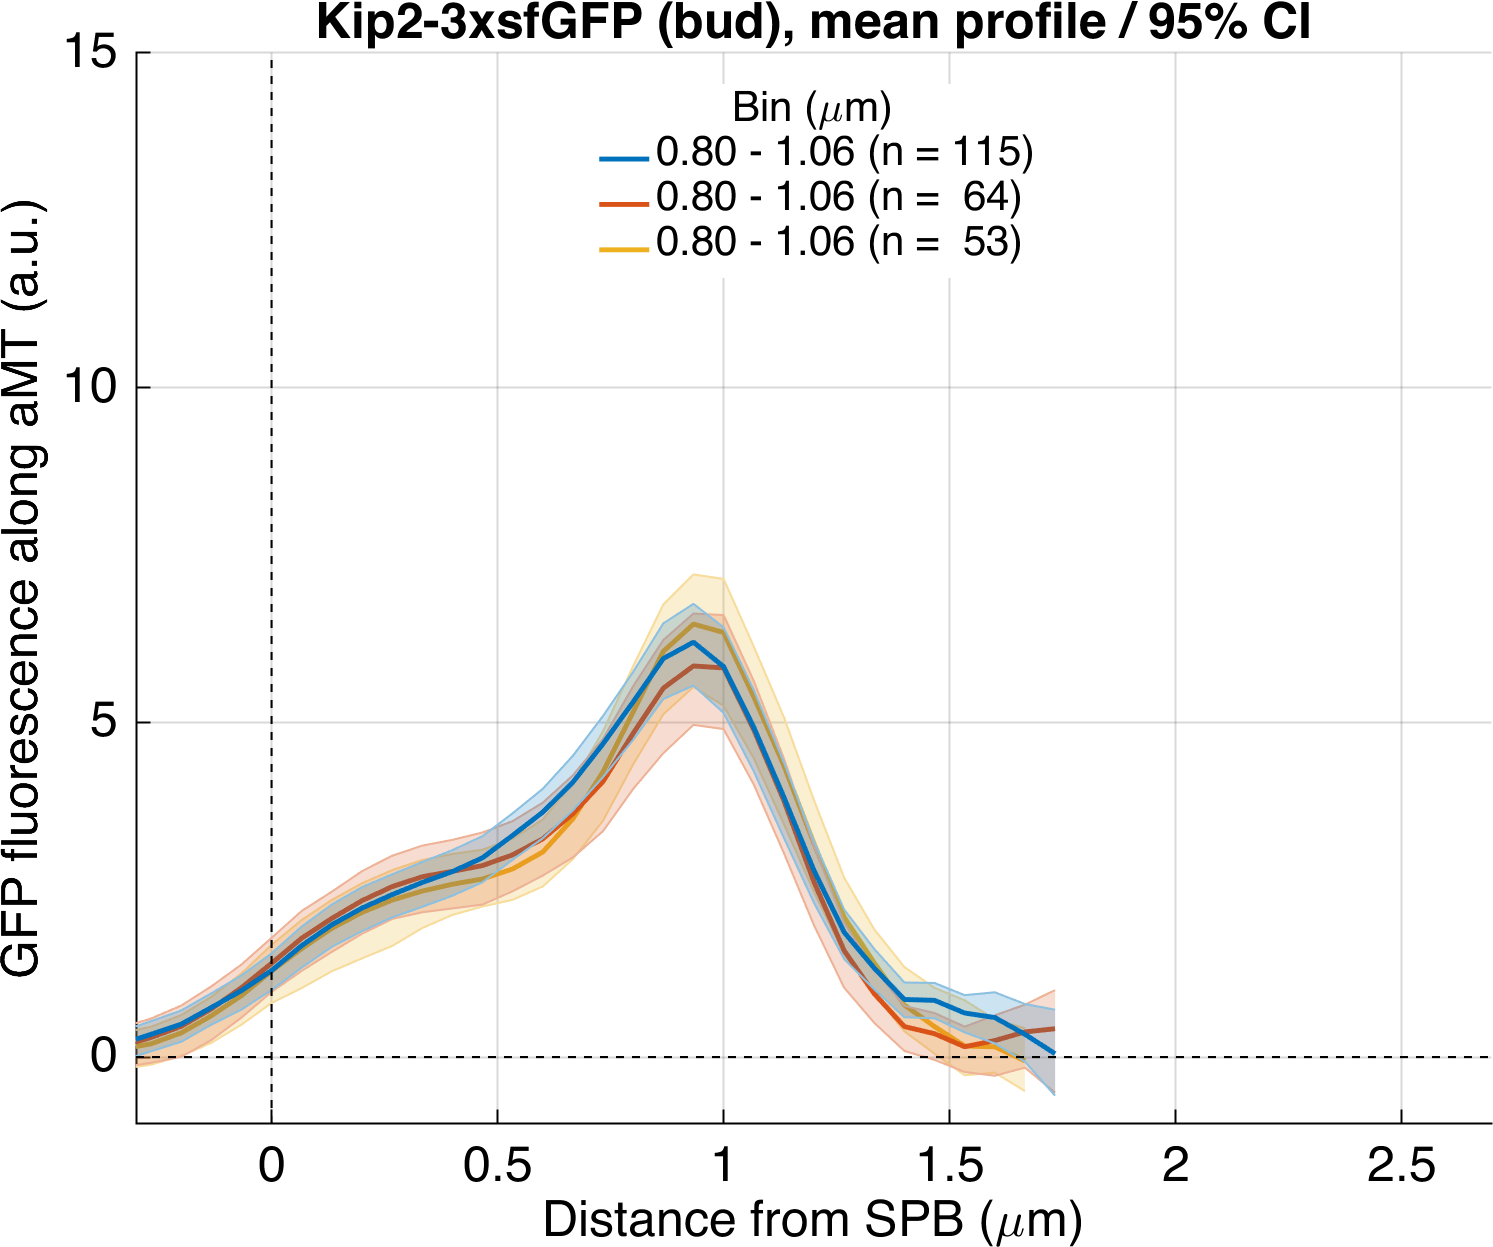 Kip2-3xsfGFP (bud), mean profile / 95% CI
15
10
5
0
GFP fluorescence along aMT (a.u.)
Bin (μm)
0.80 - 1.06 (n = 115)
0.80 - 1.06 (n =  64)
0.80 - 1.06 (n =  53)
0 0.5 1 1.5 2 2.5
Distance from SPB (μm)